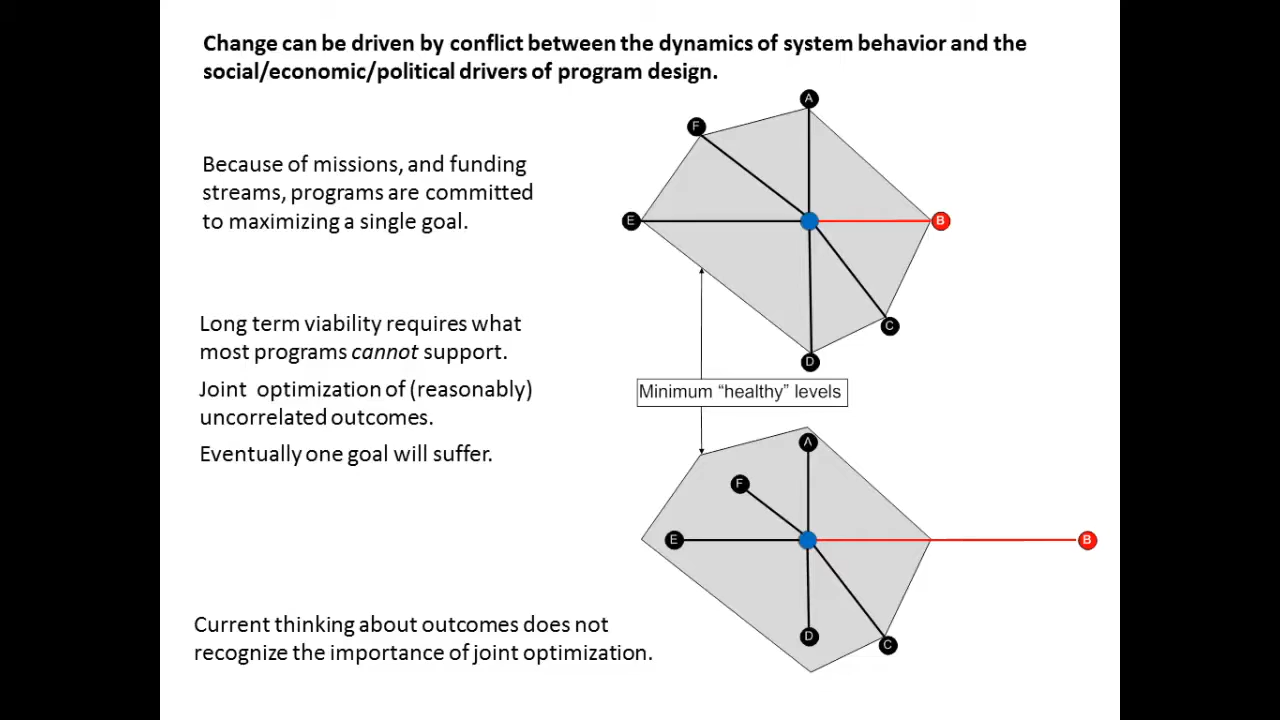 Change can be driven by conflict between the dynamics of system behavior and the
social/economic/political drivers of program design.
Because of missions, and funding
streams, programs are committed
to maximizing a single goal.
Long term viability requires what
most programs cannot support.
Joint optimization of (reasonably)
uncorrelated outcomes.
Eventually one goal will suffer.
Current thinking about outcomes does not
recognize the importance of joint optimization.
A
F
E
B
C
D
Minimum “healthy” levels
A
F
E
B
D
C